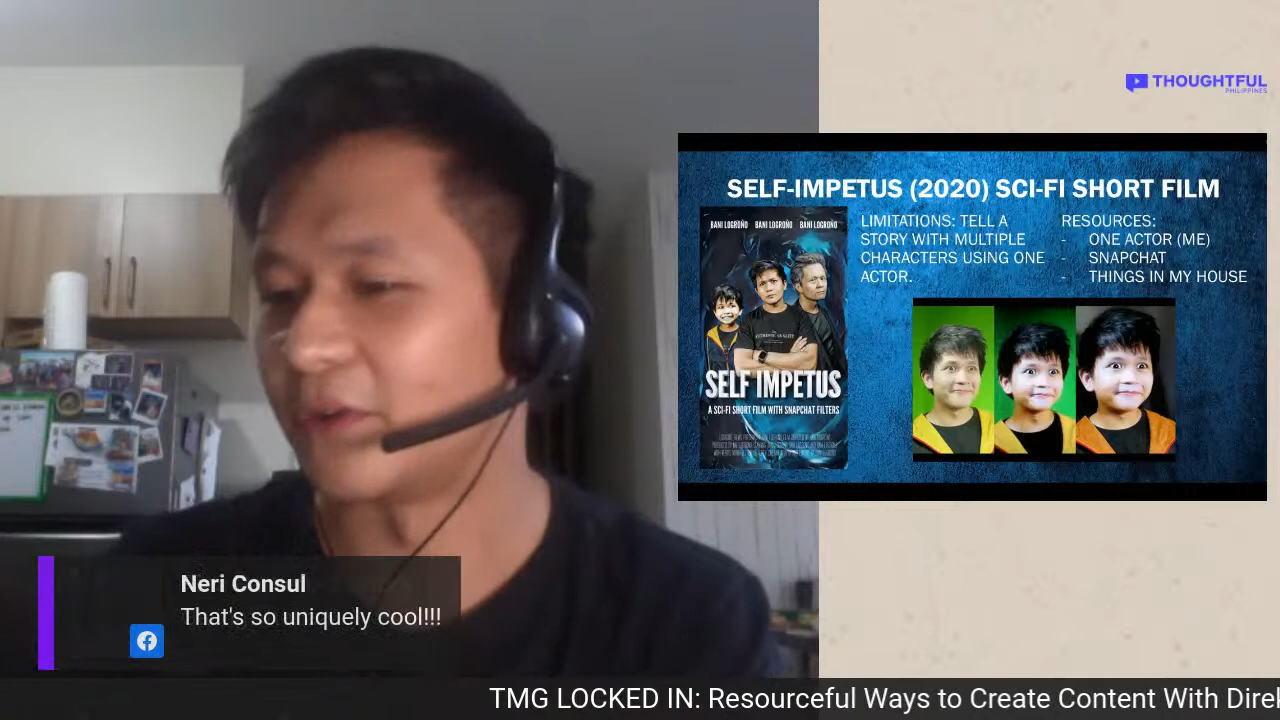 THOUGHTFUL
PHILIPPINES
SELF-IMPETUS (2020) SCI-FI SHORT FILM
BANI LOGROÑO BANI LOGROÑO BANI LOGROÑO
SELF IMPETUS
A SCI-FI SHORT FILM WITH SNAPCHAT FILTERS
LIMITATIONS: TELL A
STORY WITH MULTIPLE
CHARACTERS USING ONE
ACTOR.
RESOURCES:
- ONE ACTOR (ME)
- SNAPCHAT
- THINGS IN MY HOUSE
Neri Consul
That's so uniquely cool!!!
TMG LOCKED IN: Resourceful Ways to Create Content With Direk